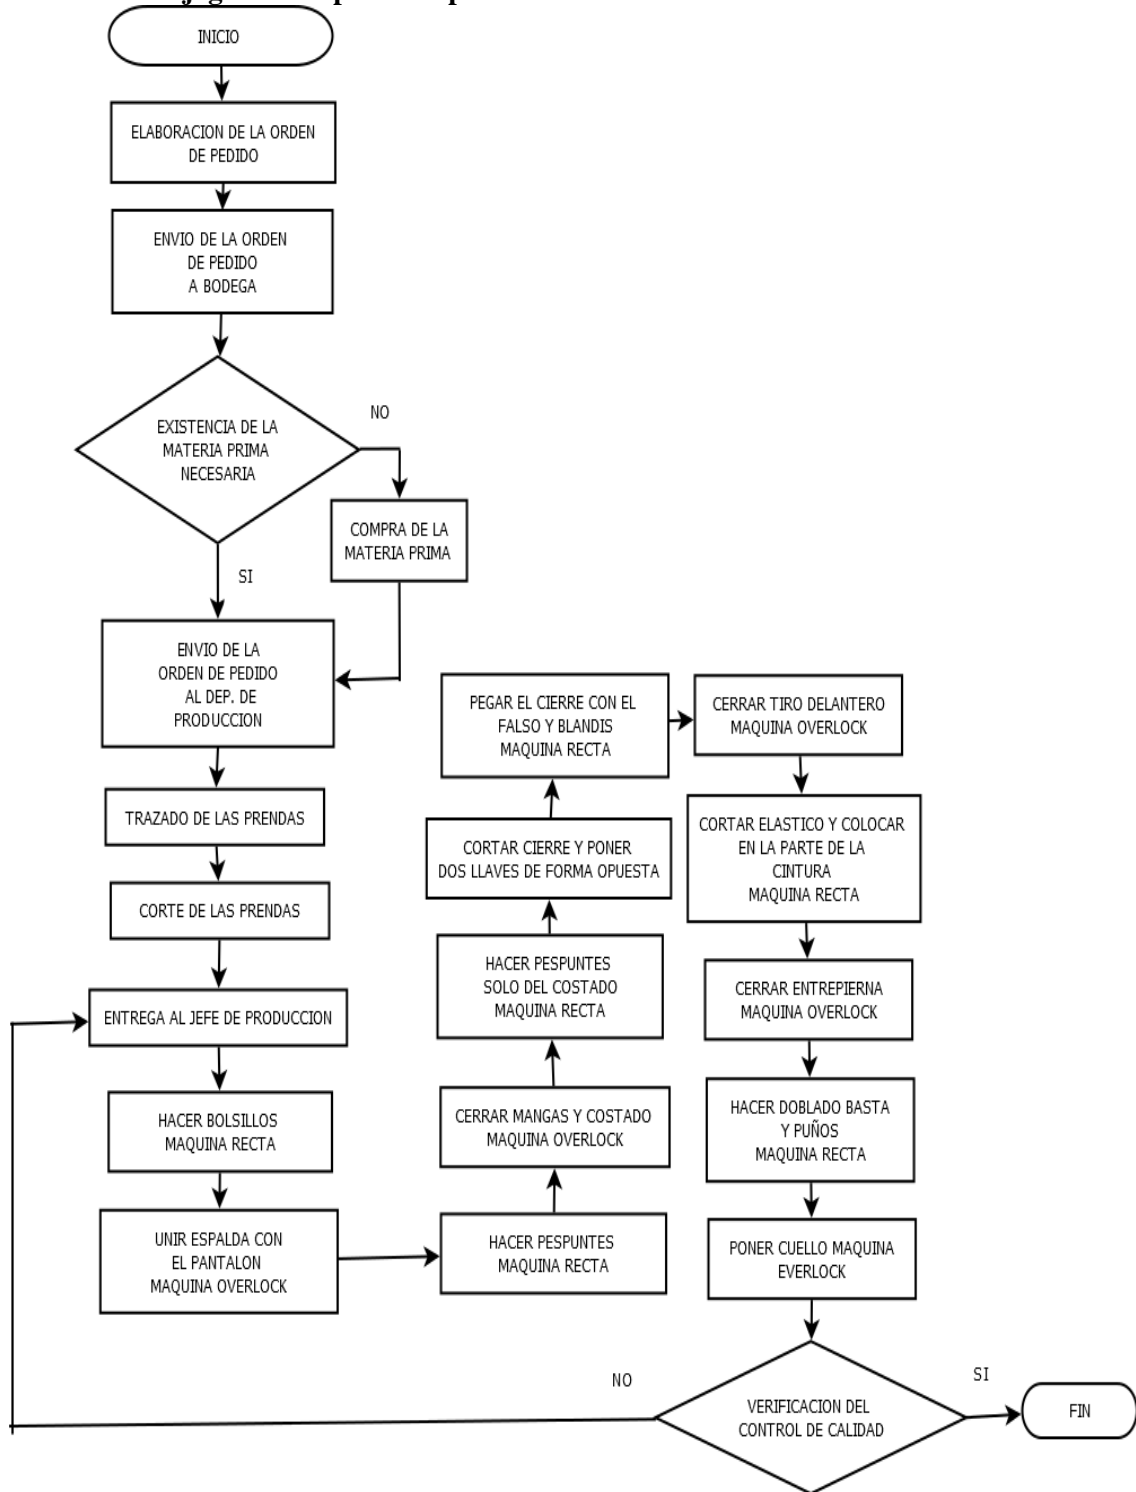 INICIO
ELABORACION DE LA ORDEN
DE PEDIDO
ENVIO DE LA ORDEN
DE PEDIDO
A BODEGA
EXISTENCIA DE LA
MATERIA PRIMA
NECESARIA
NO
COMPRA DE LA
MATERIA PRIMA
SI
ENVIO DE LA
ORDEN DE PEDIDO
AL DEP. DE
PRODUCCION
TRAZADO DE LAS PRENDAS
CORTE DE LAS PRENDAS
ENTREGA AL JEFE DE PRODUCCION
HACER BOLSILLOS
MAQUINA RECTA
UNIR ESPALDA CON
EL PANTALON
MAQUINA OVERLOCK
HACER PESPUNTES
MAQUINA RECTA
CERRAR MANGAS Y COSTADO
MAQUINA OVERLOCK
HACER PESPUNTES
SOLO DEL COSTADO
MAQUINA RECTA
CORTAR CIERRE Y PONER
DOS LLAVES DE FORMA OPUESTA
PEGAR EL CIERRE CON EL
FALSO Y BLANDIS
MAQUINA RECTA
CERRAR TIRO DELANTERO
MAQUINA OVERLOCK
CORTAR ELASTICO Y COLOCAR
EN LA PARTE DE LA
CINTURA
MAQUINA RECTA
CERRAR ENTREPIERNA
MAQUINA OVERLOCK
HACER DOBLADO BASTA
Y PUÑOS
MAQUINA RECTA
PONER CUELLO MAQUINA
EVERLOCK
VERIFICACION DEL
CONTROL DE CALIDAD
NO
SI
FIN